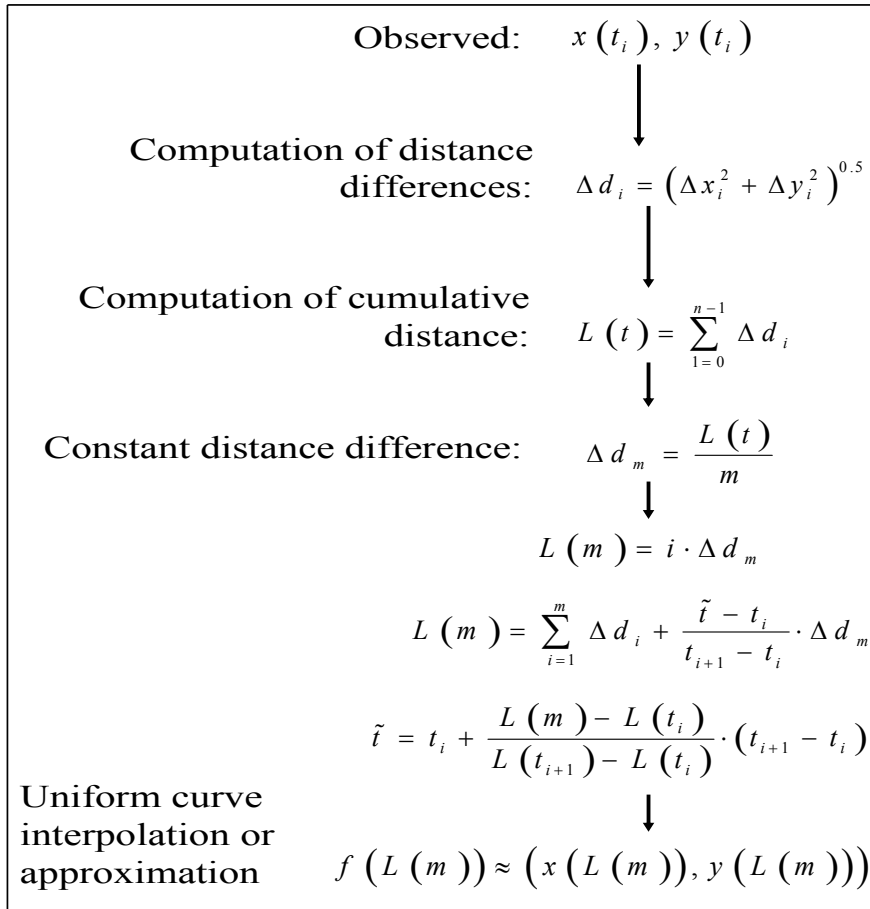 Observed: x (t_i), y (t_i)
Computation of distance
differences: Δd_i = (Δx_i^2 + Δy_i^2)^0.5
Computation of cumulative
distance: L (t) = ∑_{1=0}^{n−1} Δd_i
Constant distance difference: Δd_m = L (t) / m
L (m) = i · Δd_m
L (m) = ∑_{i=1}^{m} Δd_i + (t̃ − t_i) / (t_{i+1} − t_i) · Δd_m
t̃ = t_i + (L (m) − L (t_i)) / (L (t_{i+1}) − L (t_i)) · (t_{i+1} − t_i)
Uniform curve
interpolation or
approximation f (L (m)) ≈ (x (L (m)), y (L (m)))